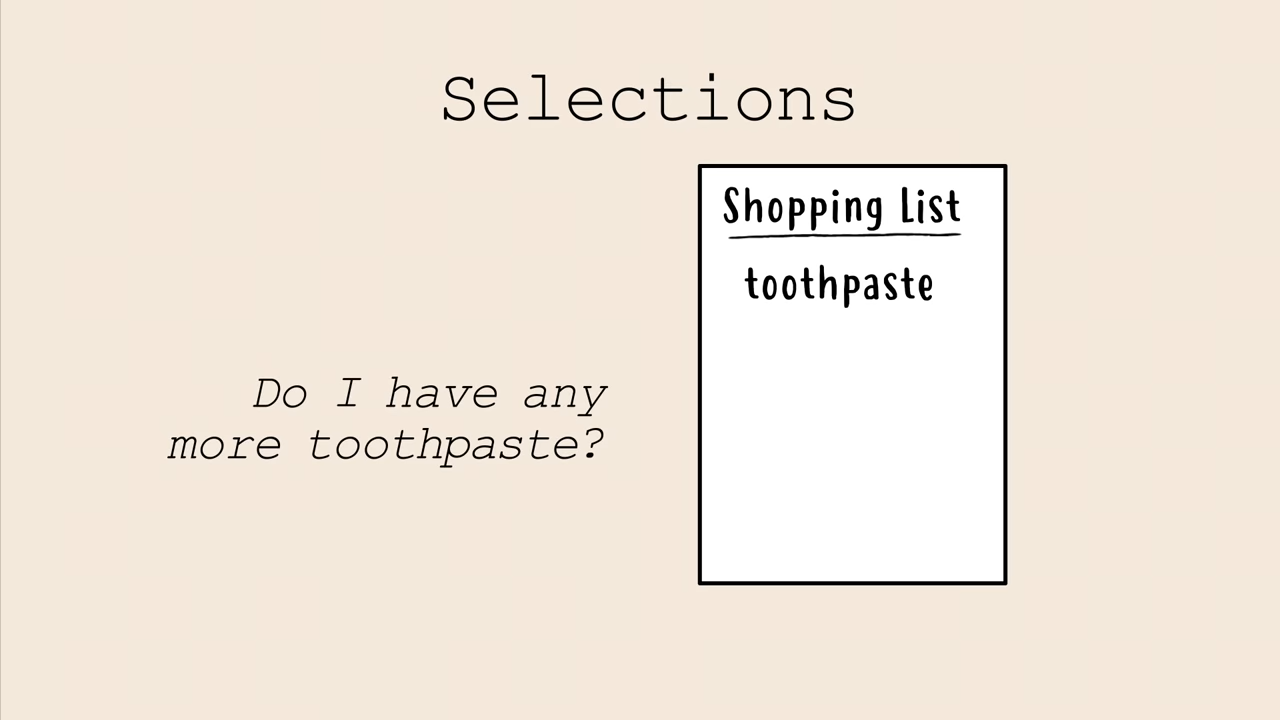 Selections
Shopping List
toothpaste
Do I have any
more toothpaste?